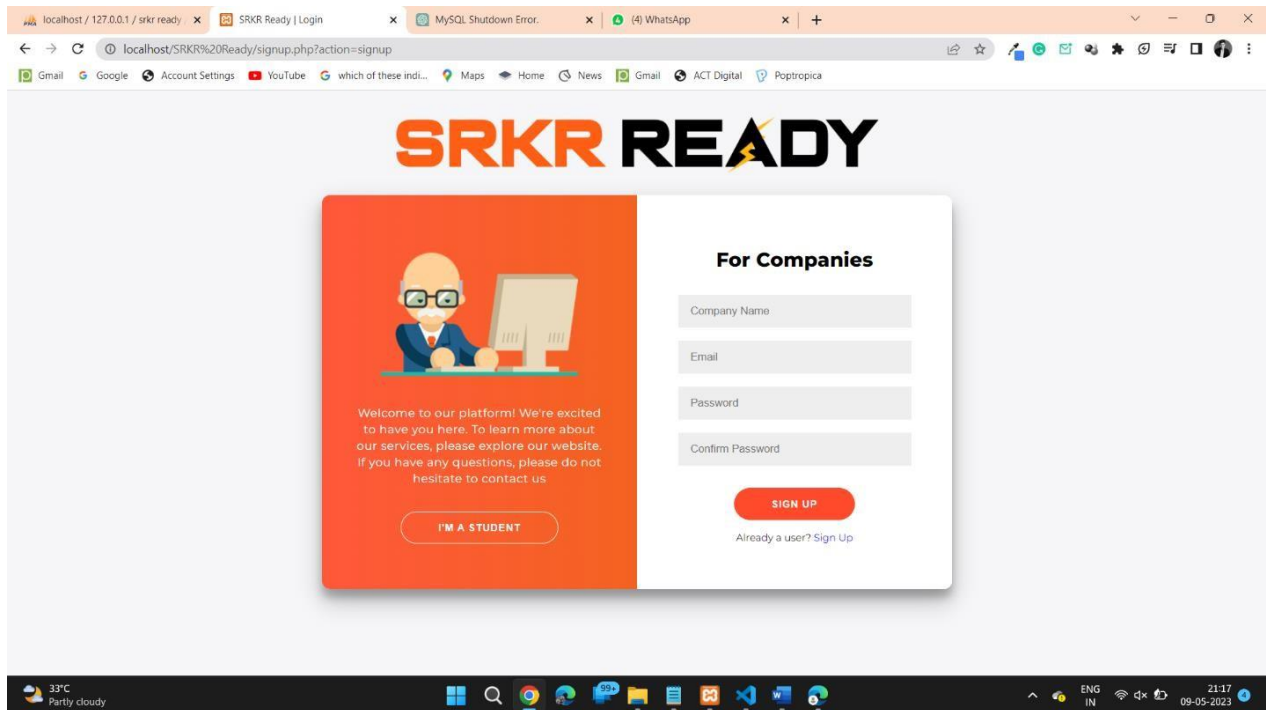 localhost / 127.0.0.1 / srkr ready
SRKR Ready | Login
MySQL Shutdown Error.
(4) WhatsApp
localhost/SRKR%20Ready/signup.php?action=signup
Gmail
Google
Account Settings
YouTube
which of these indi...
Maps
Home
News
Gmail
ACT Digital
Poptropica
SRKR READY
Welcome to our platform! We're excited
to have you here. To learn more about
our services, please explore our website.
If you have any questions, please do not
hesitate to contact us
I'M A STUDENT
For Companies
Company Name
Email
Password
Confirm Password
SIGN UP
Already a user? Sign Up
33°C
Partly cloudy
99+
ENG
IN
21:17
09-05-2023
4